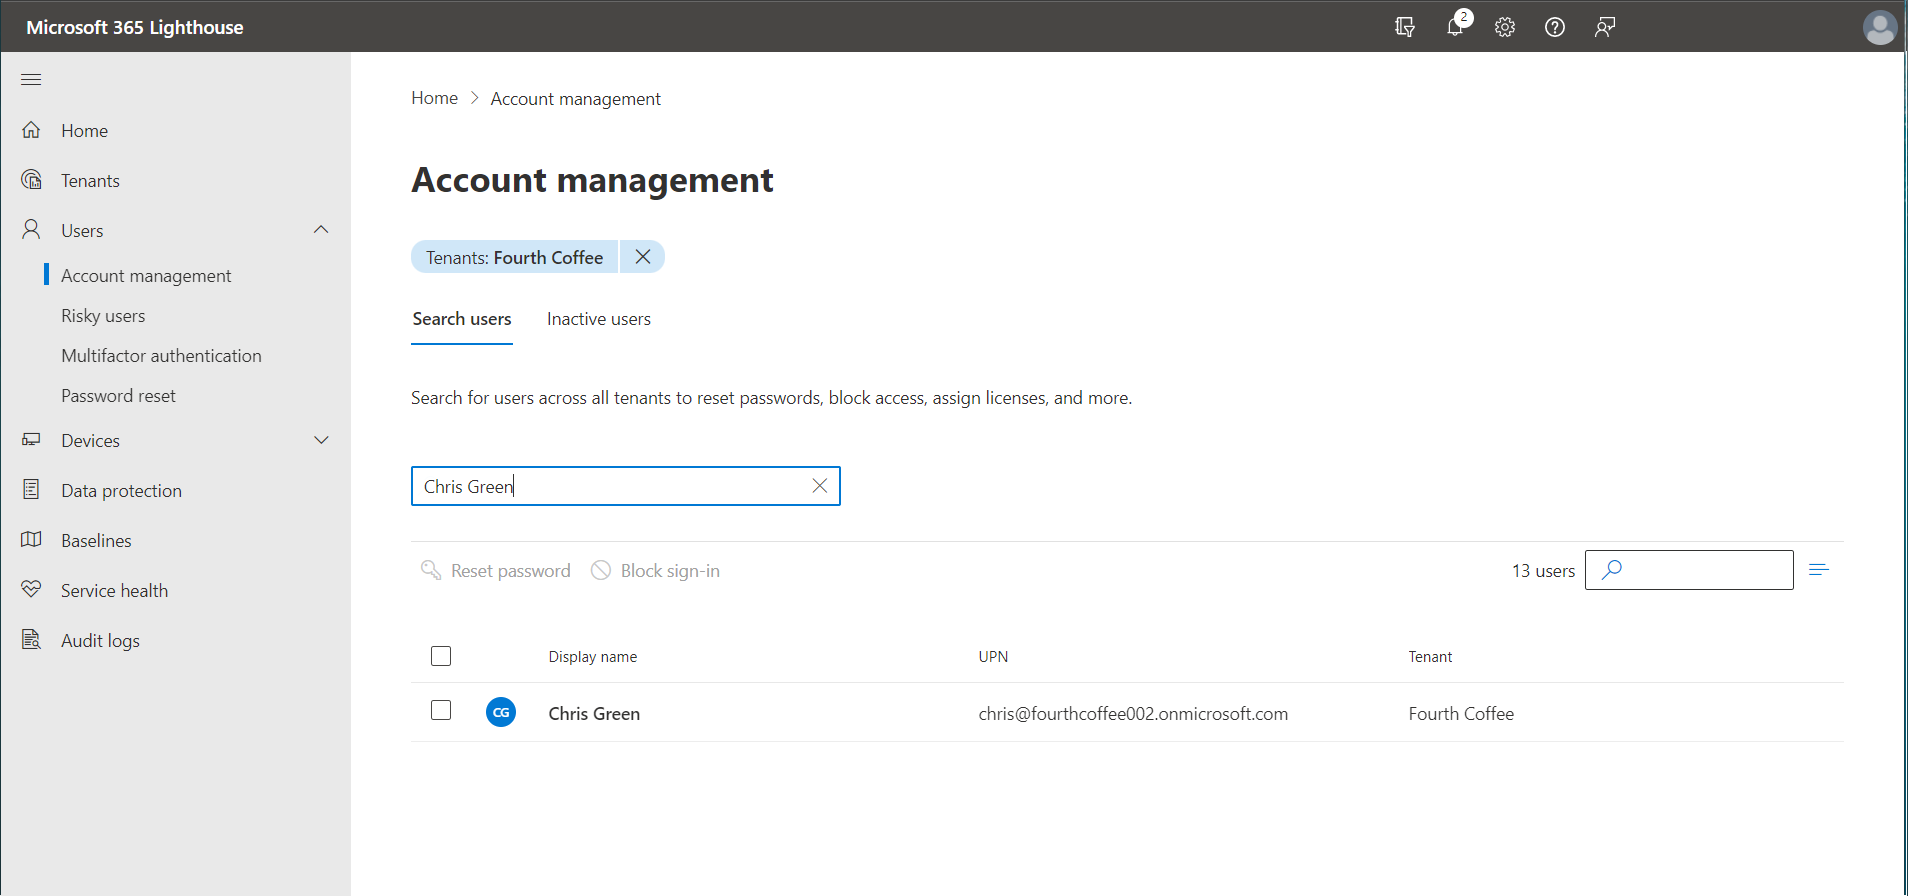 Microsoft 365 Lighthouse
2
Home
Tenants
Users
Account management
Risky users
Multifactor authentication
Password reset
Devices
Data protection
Baselines
Service health
Audit logs
Home > Account management
Account management
Tenants: Fourth Coffee
Search users Inactive users
Search for users across all tenants to reset passwords, block access, assign licenses, and more.
Chris Green
Reset password Block sign-in 13 users
Display name UPN Tenant
CG Chris Green chris@fourthcoffee002.onmicrosoft.com Fourth Coffee